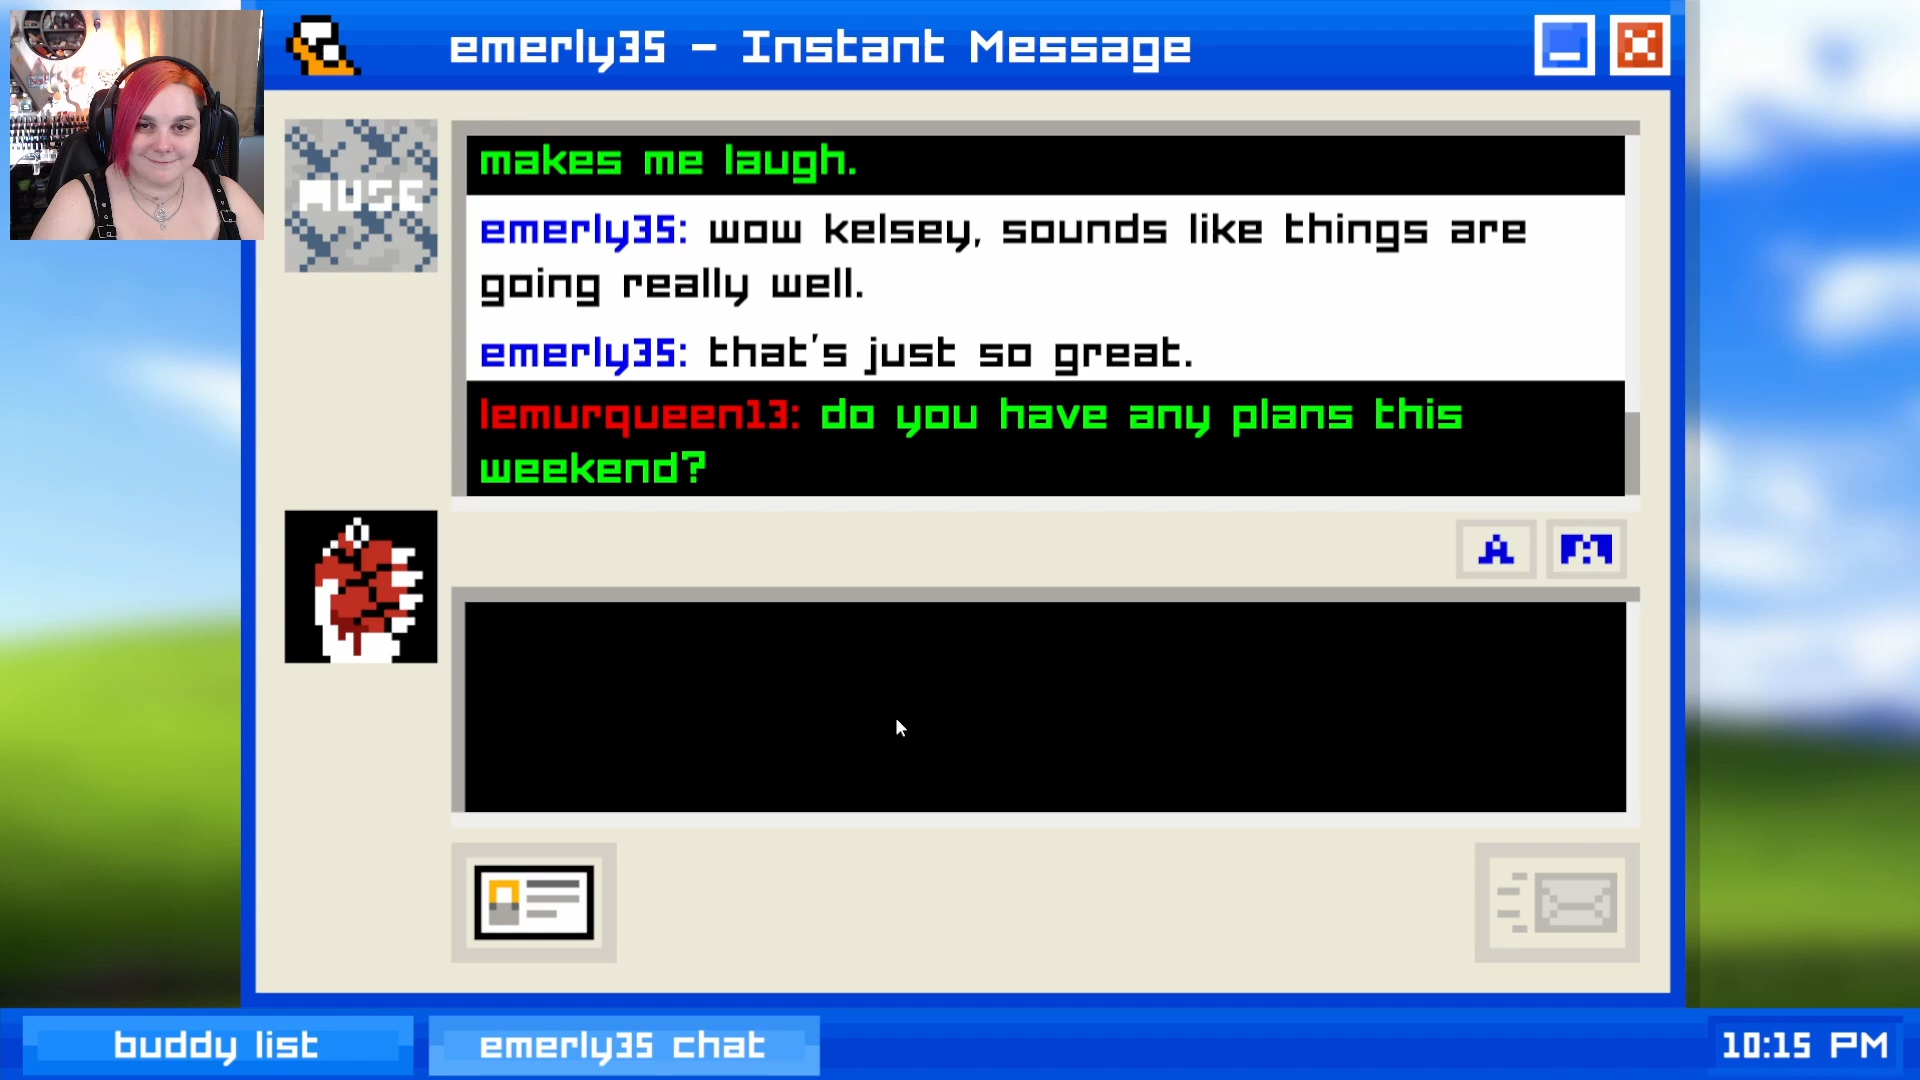 emerly35 - Instant Message
MUSE
makes me laugh.
emerly35: wow kelsey, sounds like things are
going really well.
emerly35: that's just so great.
lemurqueen13: do you have any plans this
weekend?
A
buddy list
emerly35 chat
10:15 PM